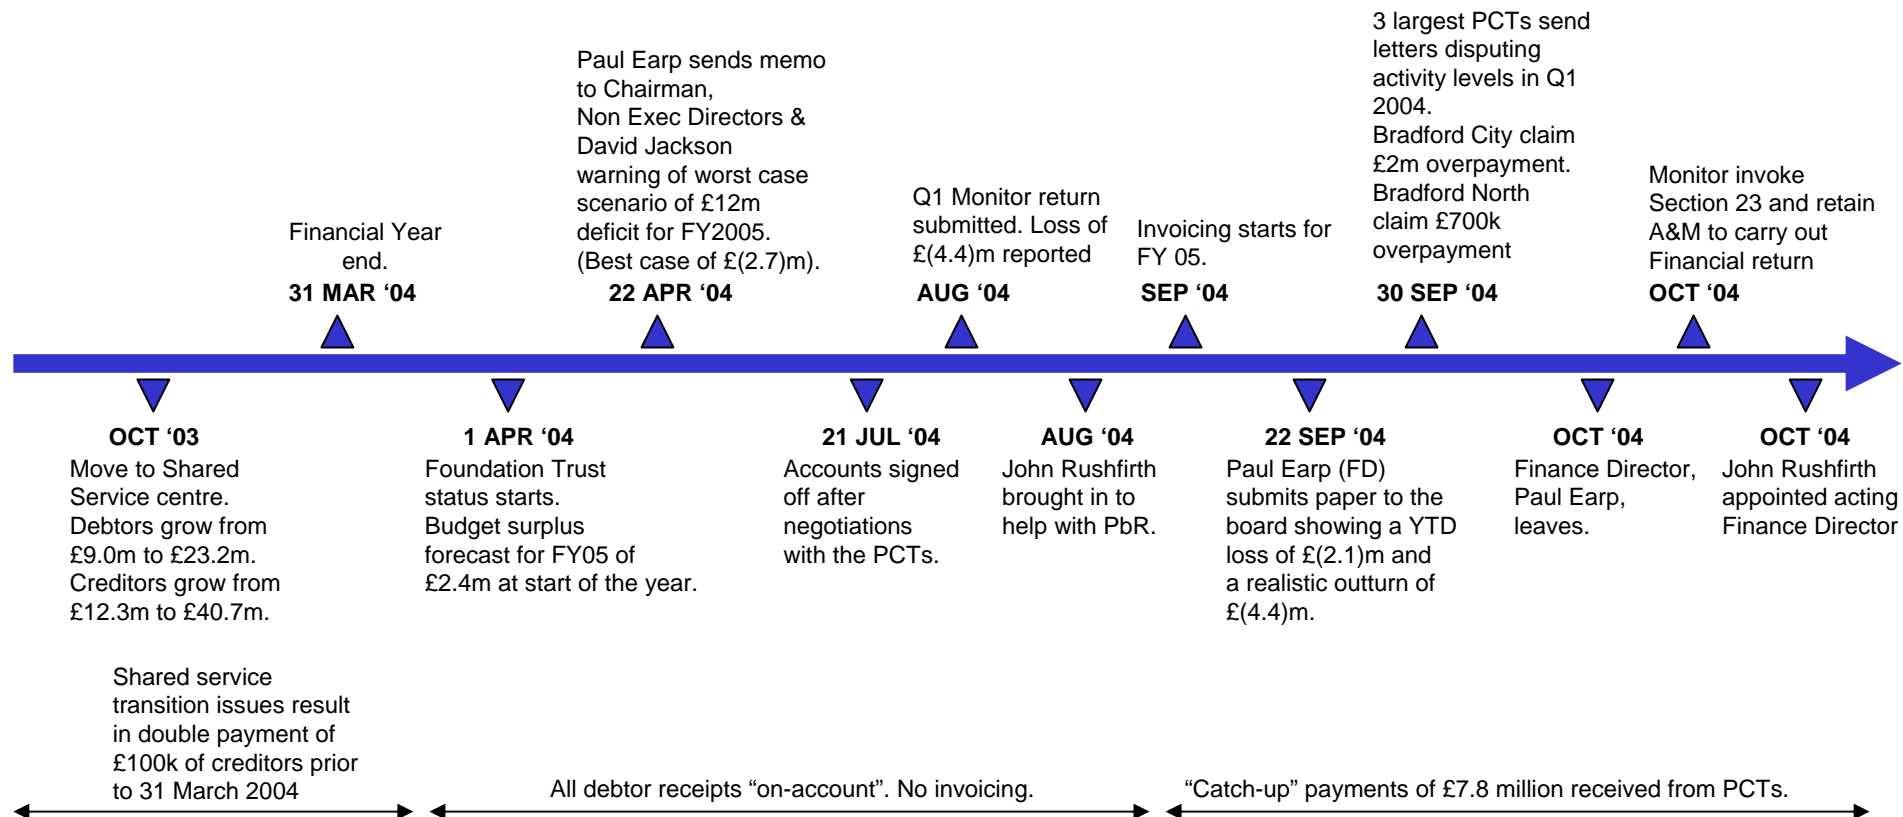 Financial Year
end.
31 MAR ‘04
Paul Earp sends memo
to Chairman,
Non Exec Directors &
David Jackson
warning of worst case
scenario of £12m
deficit for FY2005.
(Best case of £(2.7)m).
22 APR ‘04
Q1 Monitor return
submitted. Loss of
£(4.4)m reported
AUG ‘04
Invoicing starts for
FY 05.
SEP ‘04
3 largest PCTs send
letters disputing
activity levels in Q1
2004.
Bradford City claim
£2m overpayment.
Bradford North
claim £700k
overpayment
30 SEP ‘04
Monitor invoke
Section 23 and retain
A&M to carry out
Financial return
OCT ‘04
OCT ‘03
Move to Shared
Service centre.
Debtors grow from
£9.0m to £23.2m.
Creditors grow from
£12.3m to £40.7m.
1 APR ‘04
Foundation Trust
status starts.
Budget surplus
forecast for FY05 of
£2.4m at start of the year.
21 JUL ‘04
Accounts signed
off after
negotiations
with the PCTs.
AUG ‘04
John Rushfirth
brought in to
help with PbR.
22 SEP ‘04
Paul Earp (FD)
submits paper to the
board showing a YTD
loss of £(2.1)m and
a realistic outturn of
£(4.4)m.
OCT ‘04
Finance Director,
Paul Earp,
leaves.
OCT ‘04
John Rushfirth
appointed acting
Finance Director
Shared service
transition issues result
in double payment of
£100k of creditors prior
to 31 March 2004
All debtor receipts “on-account”. No invoicing.
“Catch-up” payments of £7.8 million received from PCTs.